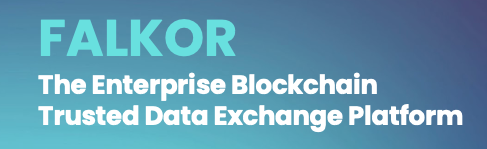 FALKOR
The Enterprise Blockchain
Trusted Data Exchange Platform